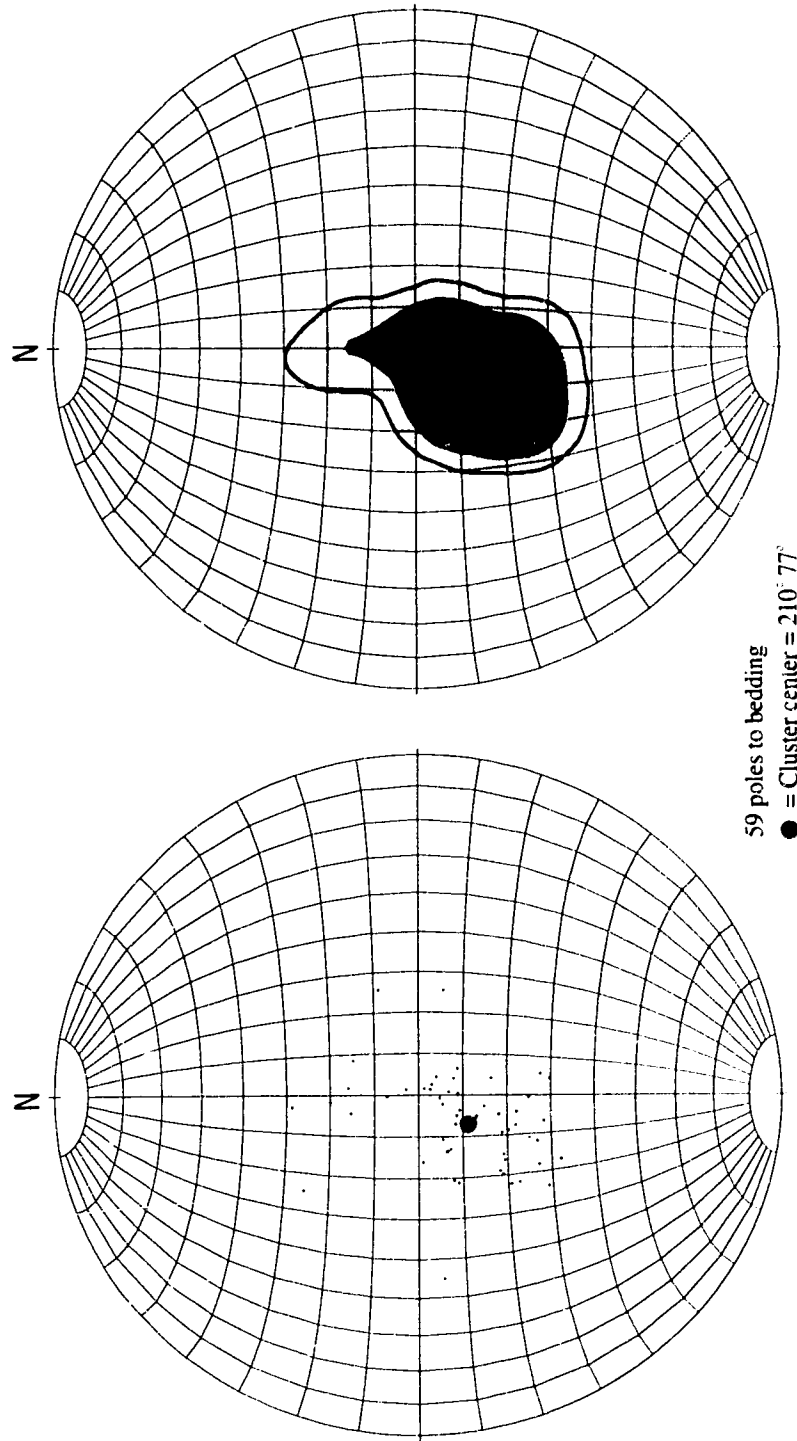 N
N
59 poles to bedding
● = Cluster center = 210° 77°